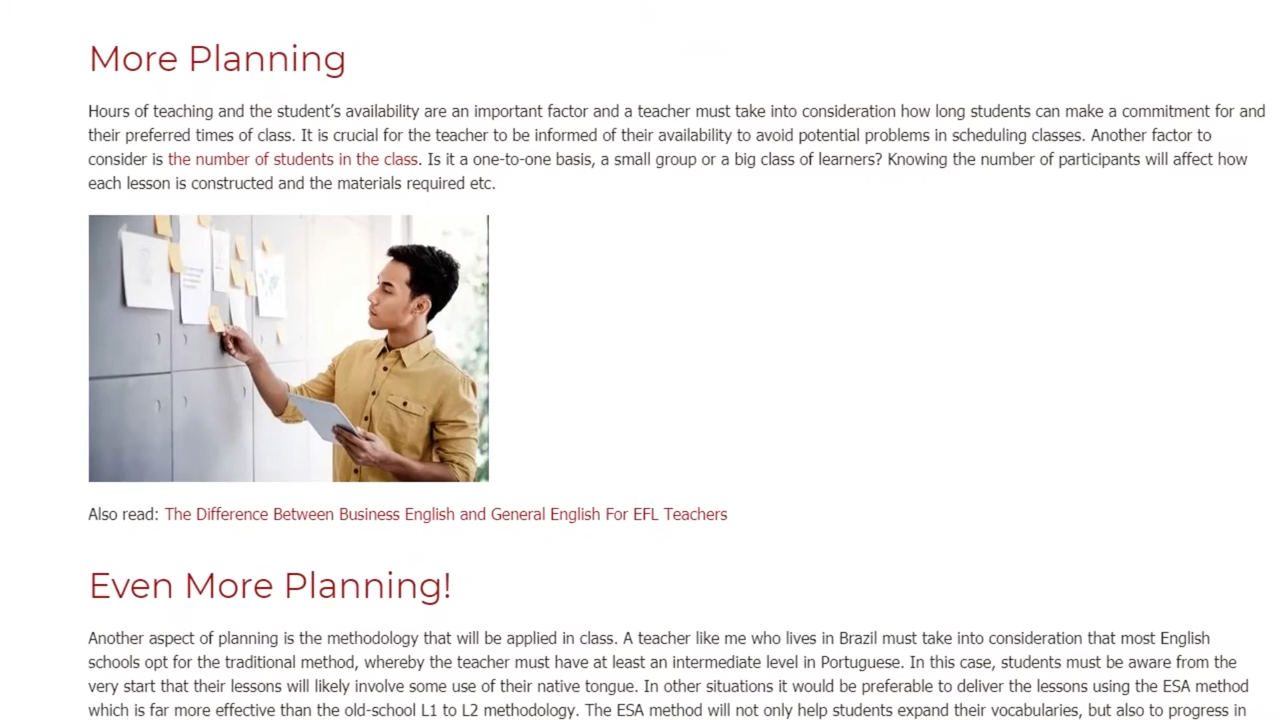 More Planning
Hours of teaching and the student’s availability are an important factor and a teacher must take into consideration how long students can make a commitment for and
their preferred times of class. It is crucial for the teacher to be informed of their availability to avoid potential problems in scheduling classes. Another factor to
consider is the number of students in the class. Is it a one-to-one basis, a small group or a big class of learners? Knowing the number of participants will affect how
each lesson is constructed and the materials required etc.
Also read: The Difference Between Business English and General English For EFL Teachers
Even More Planning!
Another aspect of planning is the methodology that will be applied in class. A teacher like me who lives in Brazil must take into consideration that most English
schools opt for the traditional method, whereby the teacher must have at least an intermediate level in Portuguese. In this case, students must be aware from the
very start that their lessons will likely involve some use of their native tongue. In other situations it would be preferable to deliver the lessons using the ESA method
which is far more effective than the old-school L1 to L2 methodology. The ESA method will not only help students expand their vocabularies, but also to progress in